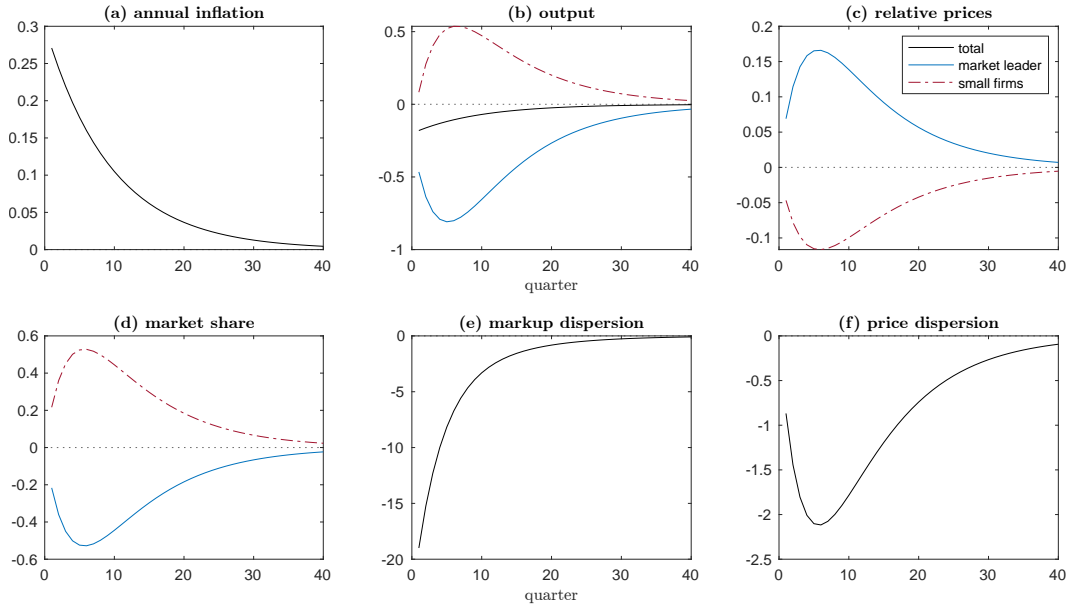 (a) annual inflation
0.3
0.25
0.2
0.15
0.1
0.05
0
0 10 20 30 40
(b) output
0.5
0
-0.5
-1
0 10 20 30 40
quarter
(c) relative prices
0.2
0.15
0.1
0.05
0
-0.05
-0.1
0 10 20 30 40
total
market leader
small firms
(d) market share
0.6
0.4
0.2
0
-0.2
-0.4
-0.6
0 10 20 30 40
(e) markup dispersion
0
-5
-10
-15
-20
0 10 20 30 40
quarter
(f) price dispersion
0
-0.5
-1
-1.5
-2
-2.5
0 10 20 30 40